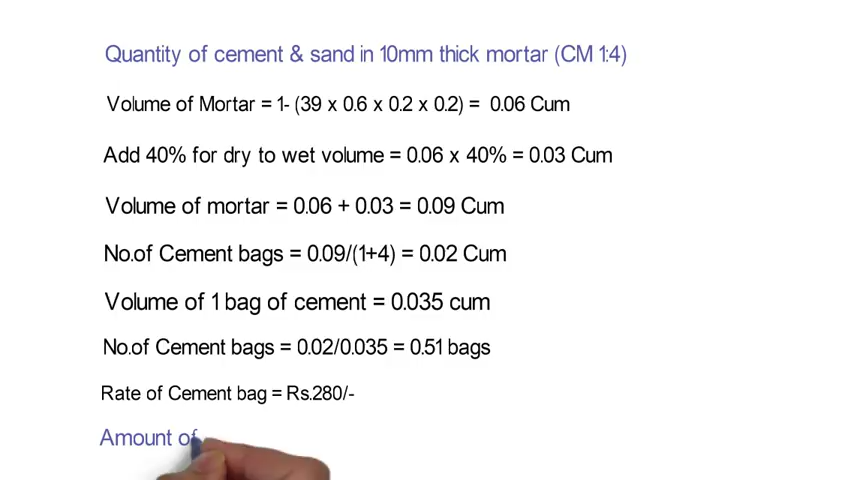 Quantity of cement & sand in 10mm thick mortar (CM 1:4)
Volume of Mortar = 1- (39 x 0.6 x 0.2 x 0.2) = 0.06 Cum
Add 40% for dry to wet volume = 0.06 x 40% = 0.03 Cum
Volume of mortar = 0.06 + 0.03 = 0.09 Cum
No.of Cement bags = 0.09/(1+4) = 0.02 Cum
Volume of 1 bag of cement = 0.035 cum
No.of Cement bags = 0.02/0.035 = 0.51 bags
Rate of Cement bag = Rs.280/-
Amount of